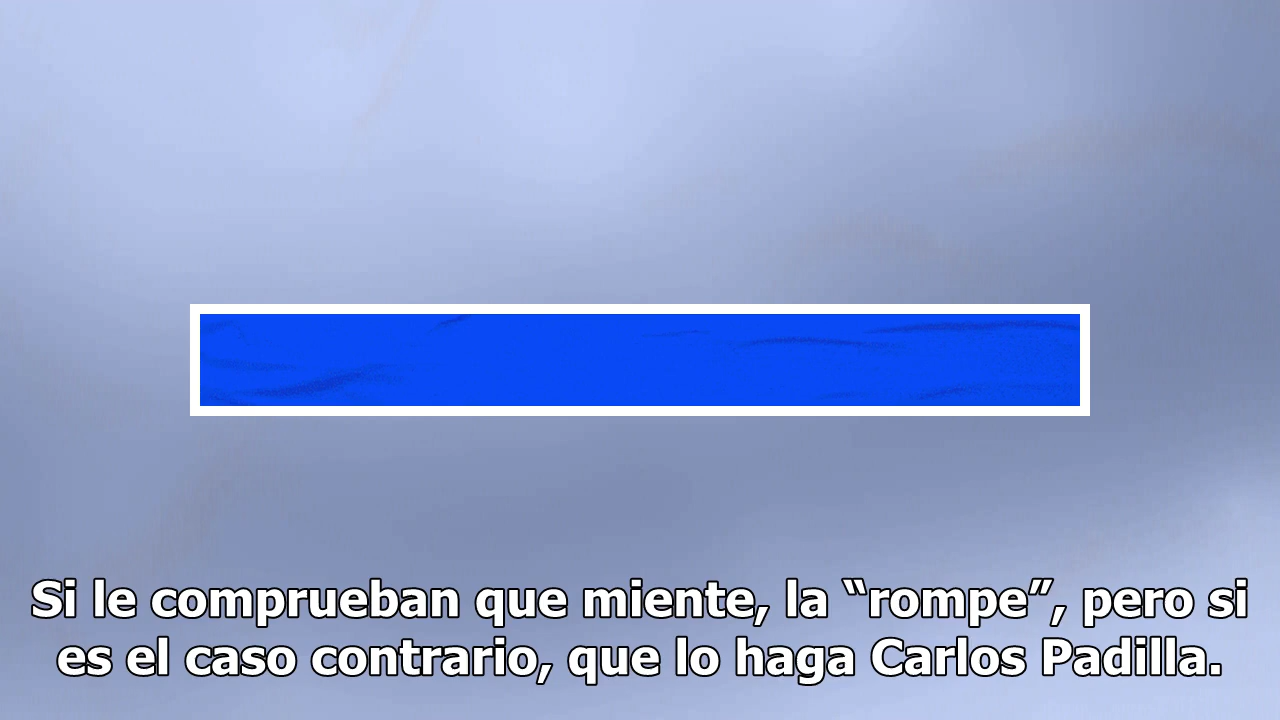 Si le comprueban que miente, la “rompe”, pero si
es el caso contrario, que lo haga Carlos Padilla.